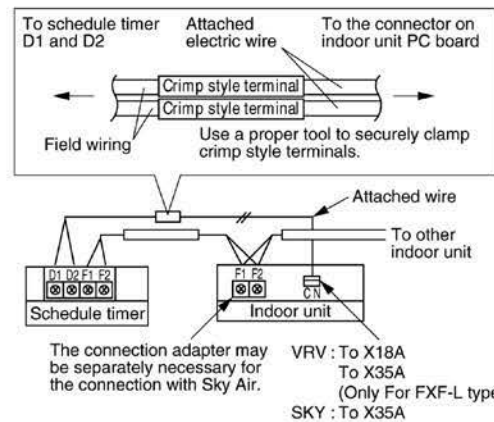 To schedule timer
D1 and D2
Attached
electric wire
To the connector on
indoor unit PC board
Crimp style terminal
Crimp style terminal
Field wiring
Use a proper tool to securely clamp
crimp style terminals.
Attached wire
To other
indoor unit
D1 D2 F1 F2
F1 F2
CN
Schedule timer
Indoor unit
The connection adapter may
be separately necessary for
the connection with Sky Air.
VRV : To X18A
To X35A
(Only For FXF-L type
SKY : To X35A